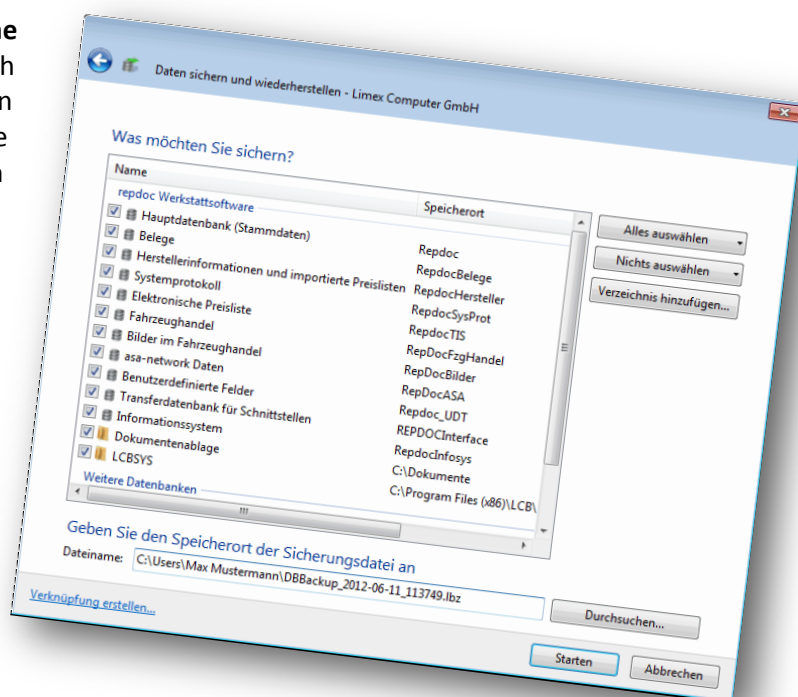 ne
h
n
e
n
Daten sichern und wiederherstellen - Limex Computer GmbH
Was möchten Sie sichern?
Name Speicherort
repdoc Werkstattsoftware
Hauptdatenbank (Stammdaten) Repdoc
Belege RepdocBelege
Herstellerinformationen und importierte Preislisten RepdocHersteller
Systemprotokoll RepdocSysProt
Elektronische Preisliste RepdocTIS
Fahrzeughandel RepDocFzgHandel
Bilder im Fahrzeughandel RepDocBilder
asa-network Daten RepDocASA
Benutzerdefinierte Felder Repdoc_UDT
Transferdatenbank für Schnittstellen REPDOCInterface
Informationssystem RepdocInfosys
Dokumentenablage C:\Dokumente
LCBSYS C:\Program Files (x86)\LCB\
Weitere Datenbanken
Alles auswählen
Nichts auswählen
Verzeichnis hinzufügen...
Geben Sie den Speicherort der Sicherungsdatei an
Dateiname: C:\Users\Max Mustermann\DBBackup_2012-06-11_113749.lbz
Durchsuchen...
Verknüpfung erstellen...
Starten Abbrechen